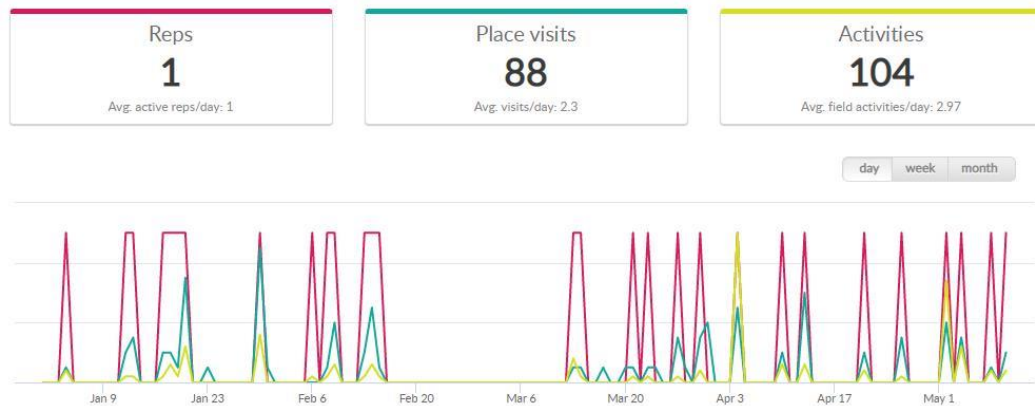 Reps
1
Avg. active reps/day: 1
Place visits
88
Avg. visits/day: 2.3
Activities
104
Avg. field activities/day: 2.97
day week month
Jan 9 Jan 23 Feb 6 Feb 20 Mar 6 Mar 20 Apr 3 Apr 17 May 1